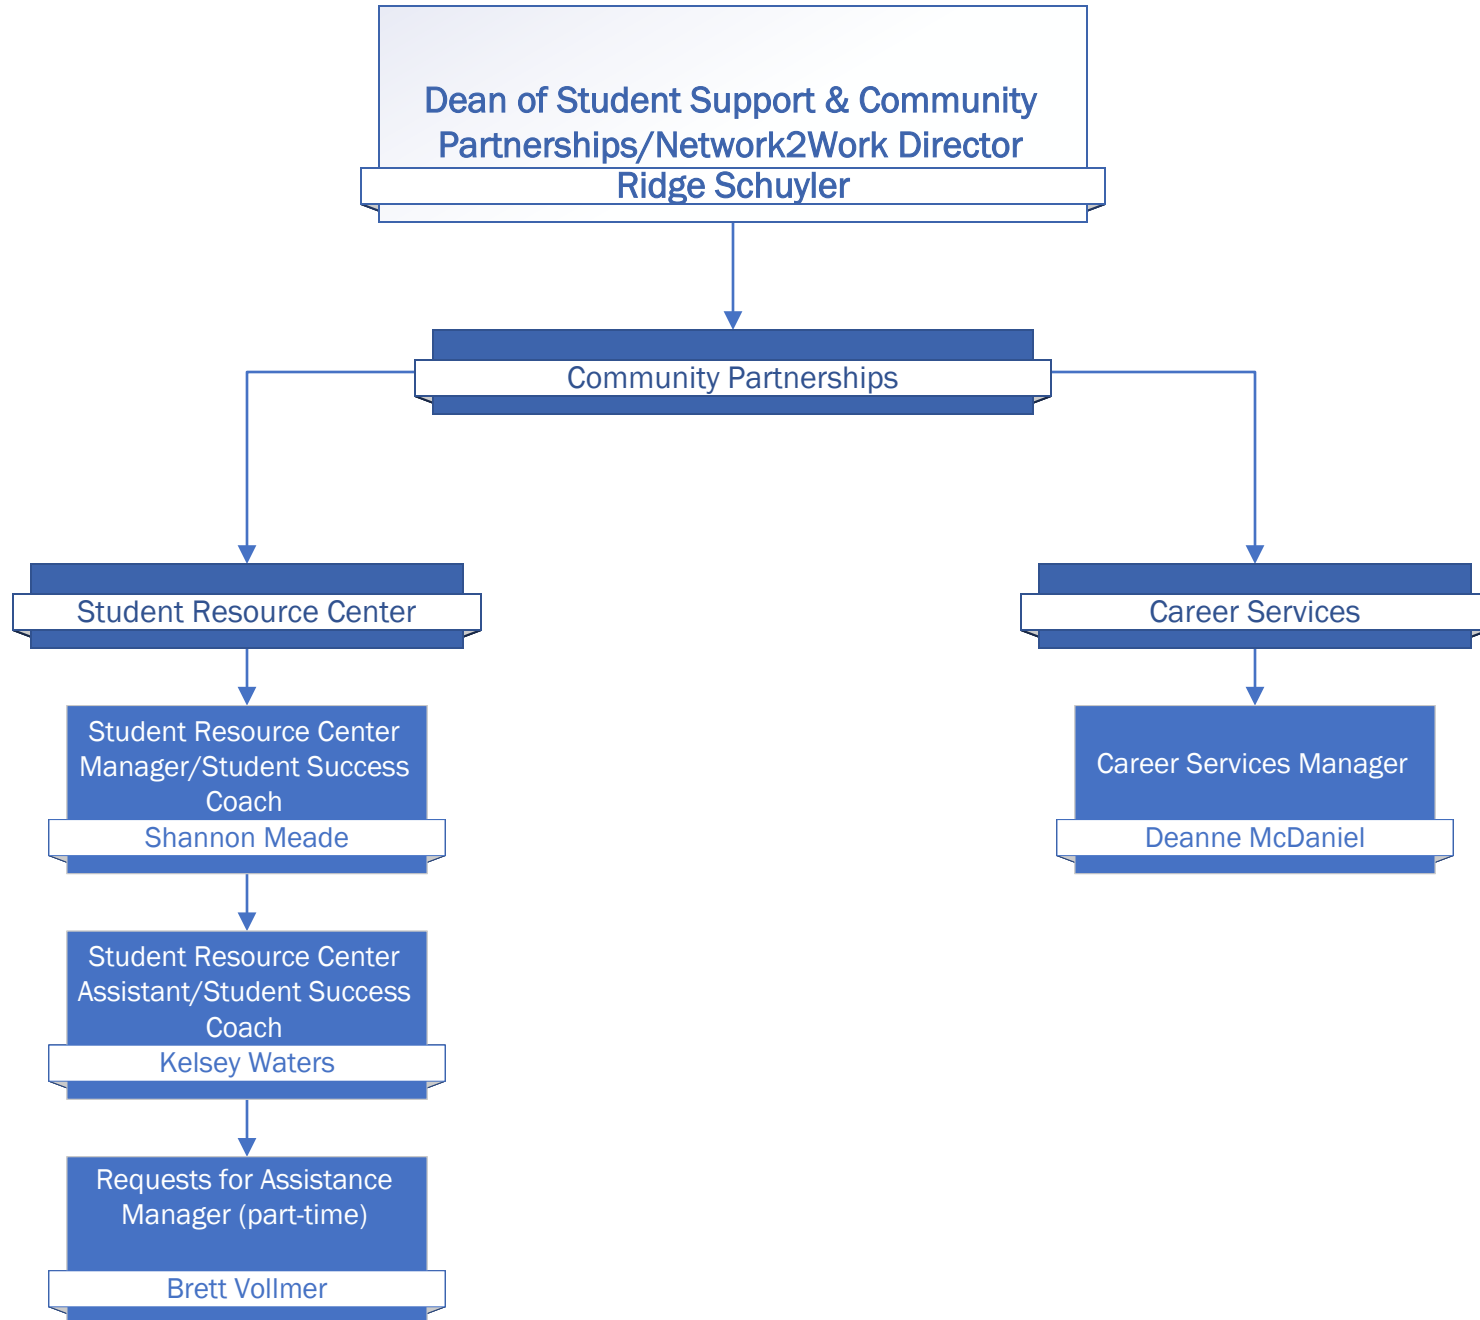 Dean of Student Support & Community
Partnerships/Network2Work Director
Ridge Schuyler
Community Partnerships
Student Resource Center
Career Services
Student Resource Center
Manager/Student Success
Coach
Shannon Meade
Career Services Manager
Deanne McDaniel
Student Resource Center
Assistant/Student Success
Coach
Kelsey Waters
Requests for Assistance
Manager (part-time)
Brett Vollmer